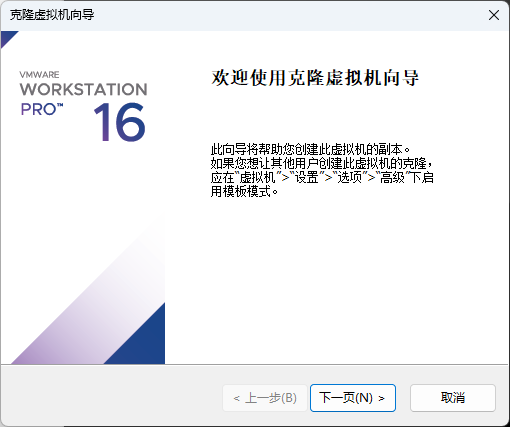 克隆虚拟机向导
VMWARE
WORKSTATION
PRO™
16
欢迎使用克隆虚拟机向导
此向导将帮助您创建此虚拟机的副本。
如果您想让其他用户创建此虚拟机的克隆，
应在“虚拟机”>“设置”>“选项”>“高级”下启
用模板模式。
< 上一步(B)
下一页(N) >
取消